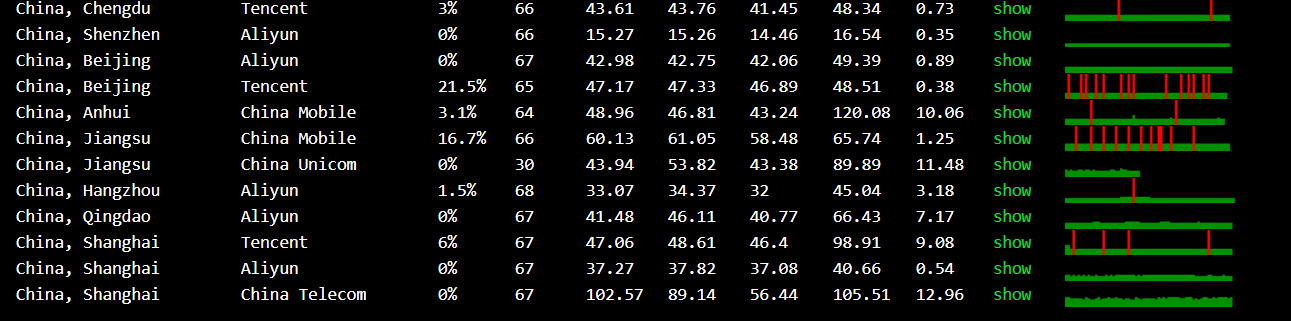 China, Chengdu Tencent 3% 66 43.61 43.76 41.45 48.34 0.73 show
China, Shenzhen Aliyun 0% 66 15.27 15.26 14.46 16.54 0.35 show
China, Beijing Aliyun 0% 67 42.98 42.75 42.06 49.39 0.89 show
China, Beijing Tencent 21.5% 65 47.17 47.33 46.89 48.51 0.38 show
China, Anhui China Mobile 3.1% 64 48.96 46.81 43.24 120.08 10.06 show
China, Jiangsu China Mobile 16.7% 66 60.13 61.05 58.48 65.74 1.25 show
China, Jiangsu China Unicom 0% 30 43.94 53.82 43.38 89.89 11.48 show
China, Hangzhou Aliyun 1.5% 68 33.07 34.37 32 45.04 3.18 show
China, Qingdao Aliyun 0% 67 41.48 46.11 40.77 66.43 7.17 show
China, Shanghai Tencent 6% 67 47.06 48.61 46.4 98.91 9.08 show
China, Shanghai Aliyun 0% 67 37.27 37.82 37.08 40.66 0.54 show
China, Shanghai China Telecom 0% 67 102.57 89.14 56.44 105.51 12.96 show